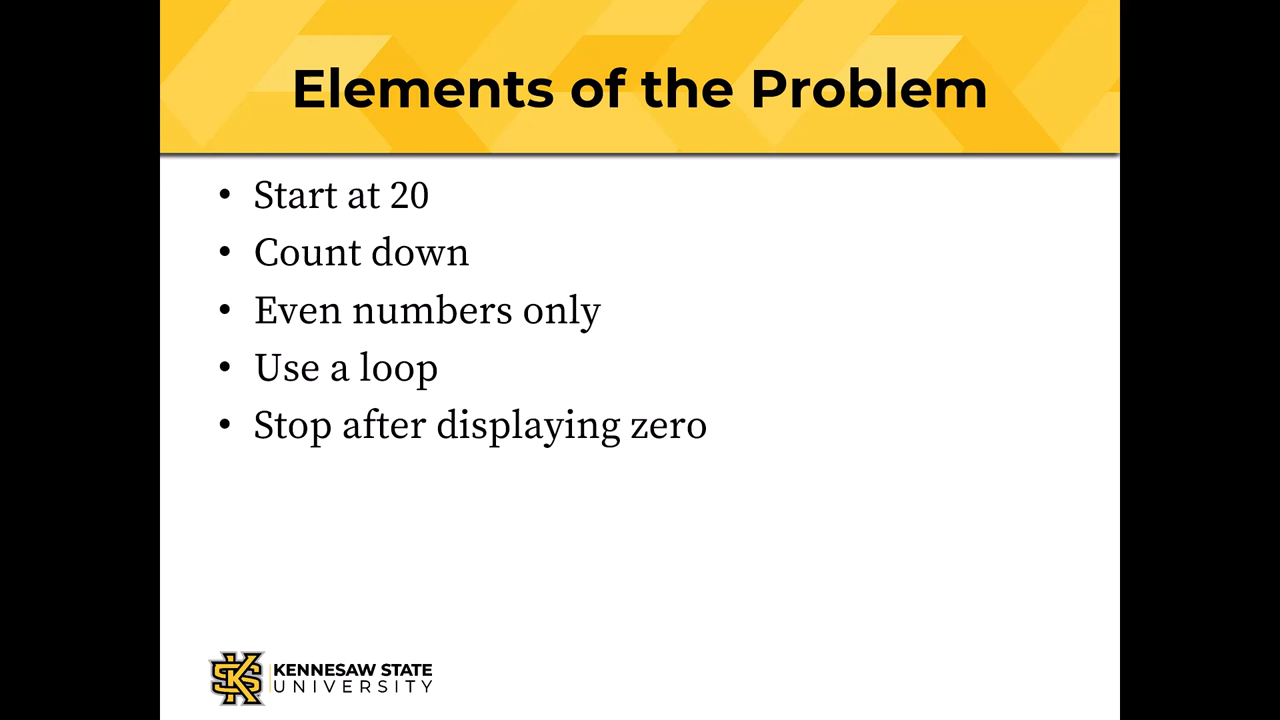 Elements of the Problem
• Start at 20
• Count down
• Even numbers only
• Use a loop
• Stop after displaying zero
KENNESAW STATE
UNIVERSITY